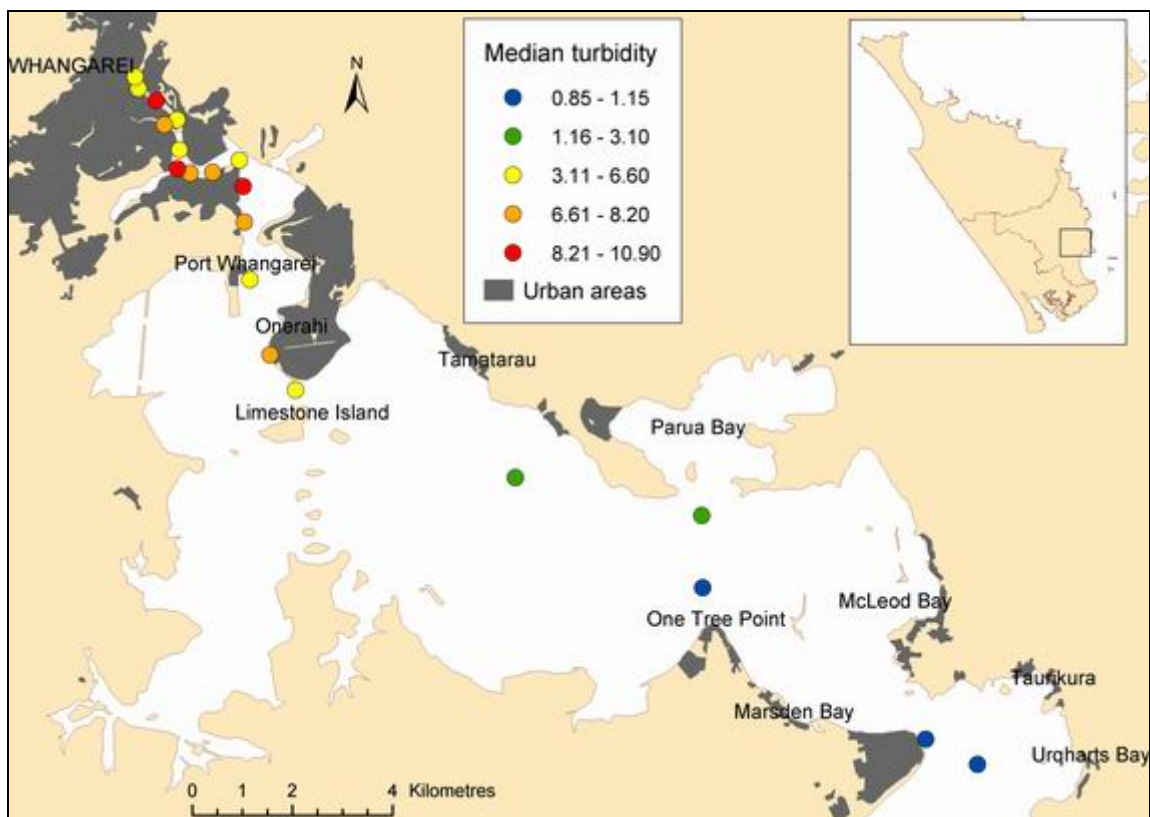 WHANGAREI
N
Median turbidity
0.85 - 1.15
1.16 - 3.10
3.11 - 6.60
6.61 - 8.20
8.21 - 10.90
Urban areas
Port Whangarei
Onerahi
Tamatarau
Limestone Island
Parua Bay
McLeod Bay
One Tree Point
Taurikura
Marsden Bay
Urqharts Bay
0 1 2 4 Kilometres